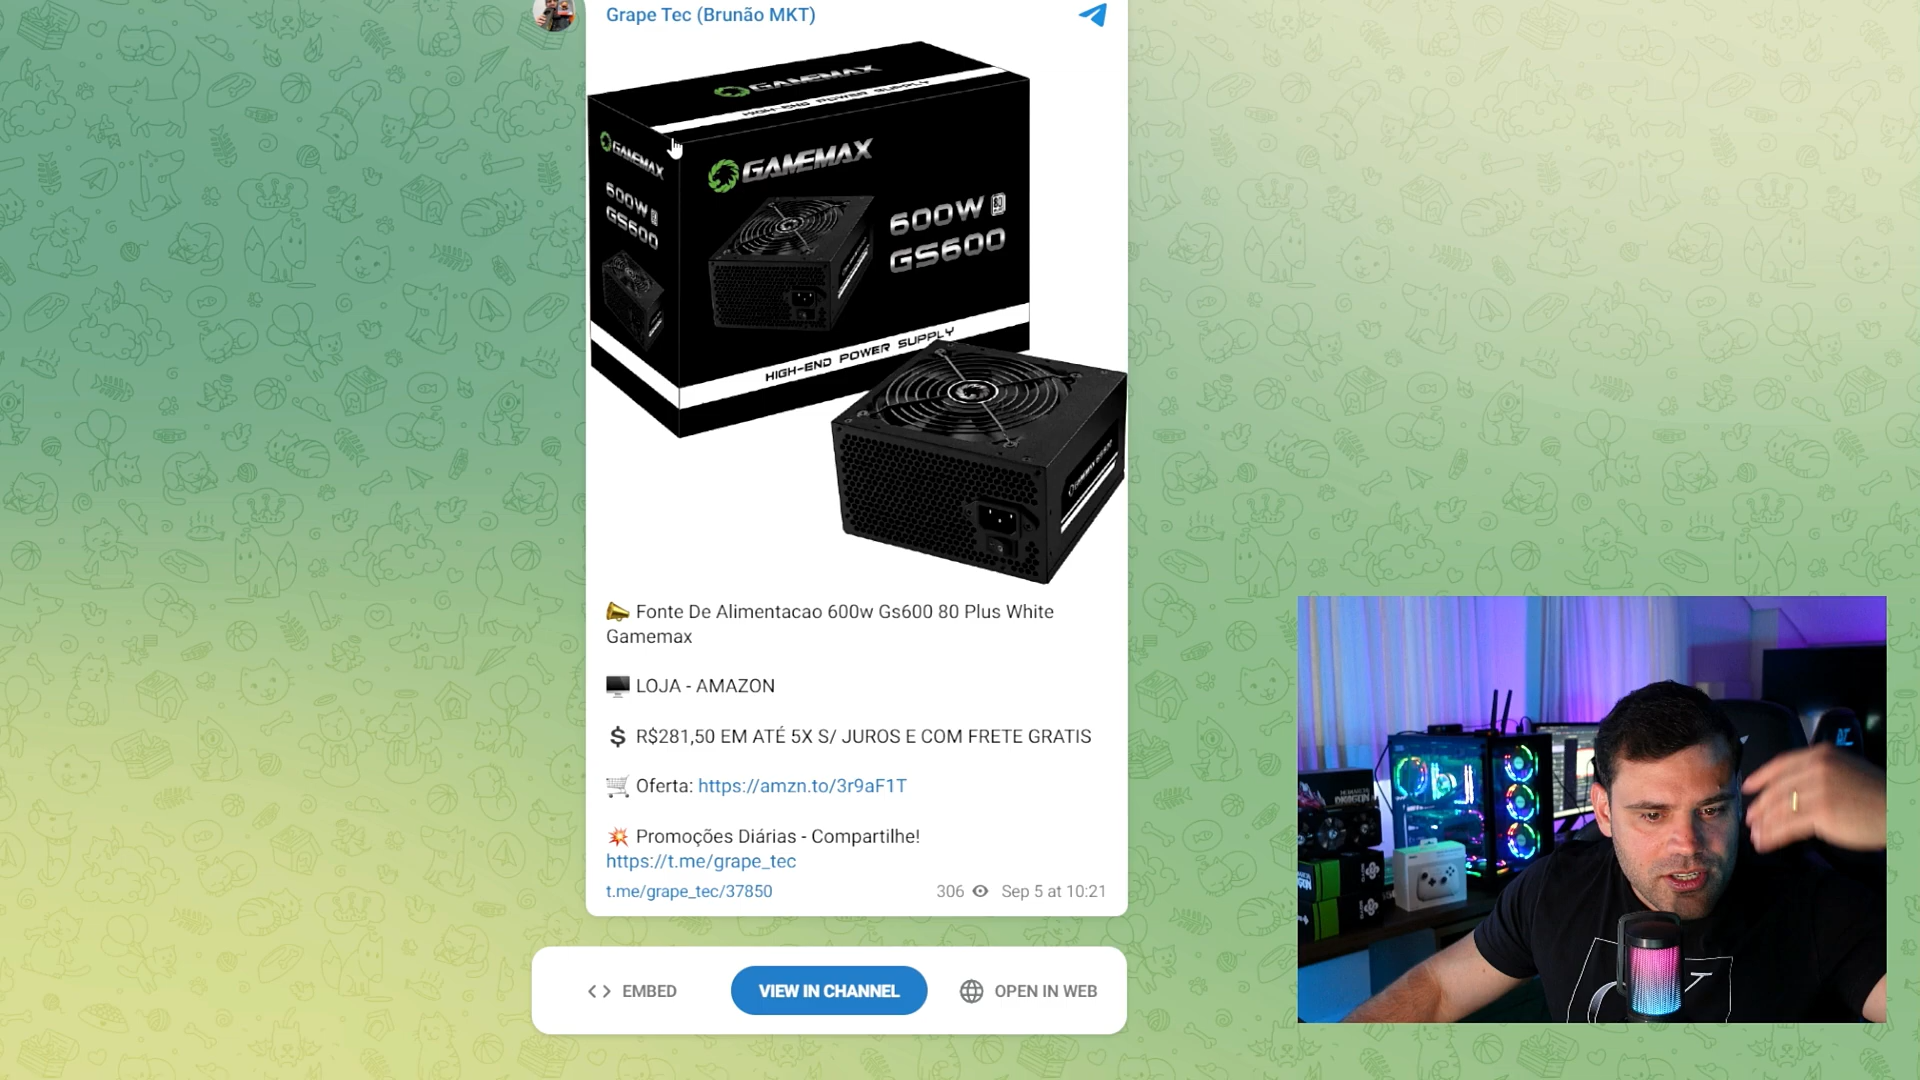 Grape Tec (Brunão MKT)
GAMEMAX
HIGH-END POWER SUPPLY
GAMEMAX
600W
GS600
GAMEMAX
600W 80
GS600
HIGH-END POWER SUPPLY
GAMEMAX GS600
Fonte De Alimentacao 600w Gs600 80 Plus White
Gamemax
LOJA - AMAZON
R$281,50 EM ATÉ 5X S/ JUROS E COM FRETE GRATIS
Oferta: https://amzn.to/3r9aF1T
Promoções Diárias - Compartilhe!
https://t.me/grape_tec
t.me/grape_tec/37850
306 Sep 5 at 10:21
EMBED
VIEW IN CHANNEL
OPEN IN WEB